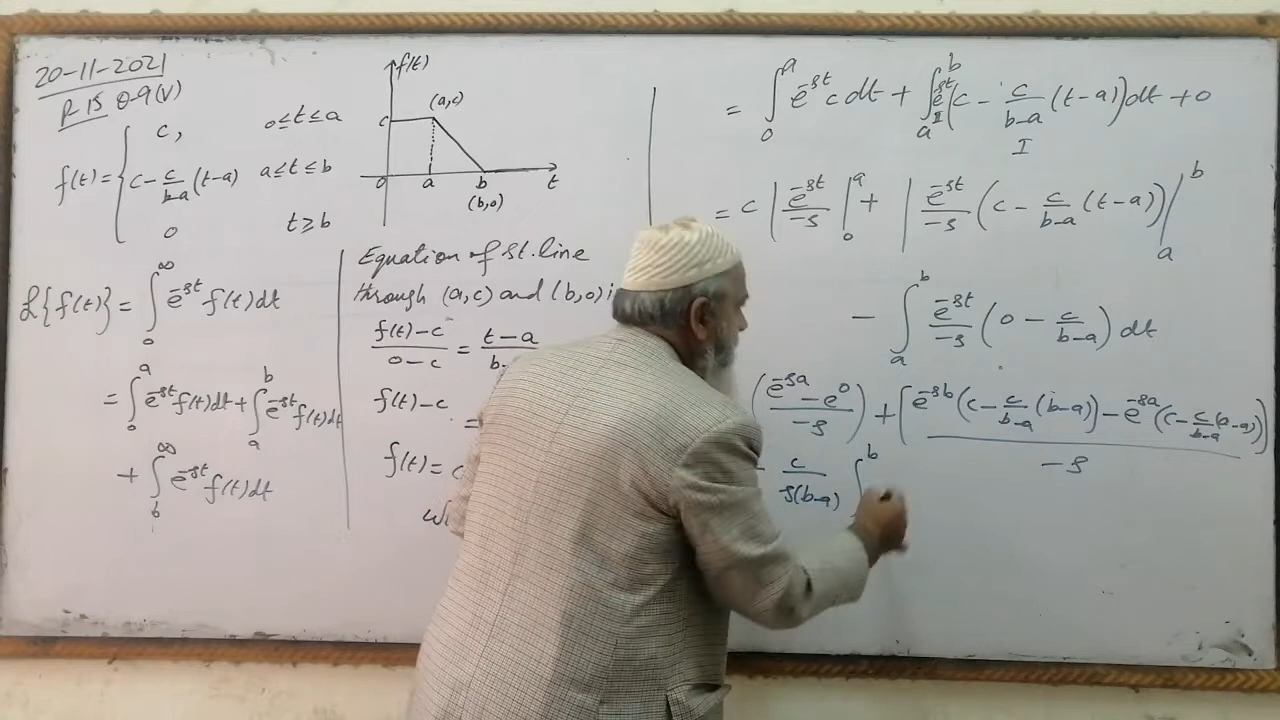 20-11-2021
P-15 Q-9(V)
f(t) = { c, 0≤t≤a
c - c/(b-a) (t-a) a≤t≤b
0 t≥b
f(t)
(a,c)
c
0 a b t
(b,0)
L{f(t)} = ∫₀^∞ e^-st f(t) dt
= ∫₀^a e^-st f(t) dt + ∫ₐ^b e^-st f(t) dt
+ ∫_b^∞ e^-st f(t) dt
Equation of st. line
through (a,c) and (b,0)
(f(t) - c)/(0 - c) = t - a
b
f(t) - c =
f(t) = c
= ∫₀^a e^-st c dt + ∫ₐ^b e^-st (c - c/(b-a) (t-a)) dt + 0
II I
= c | e^-st/-s |₀^a + | e^-st/-s (c - c/(b-a) (t-a)) |ₐ^b
- ∫ₐ^b e^-st/-s (0 - c/(b-a)) dt
((e^-sa - e^0)/-s) + [(e^-sb (c - c/(b-a) (b-a)) - e^-sa (c - c/(b-a) (a-a)))/-s]
c/(s(b-a)) ∫^b